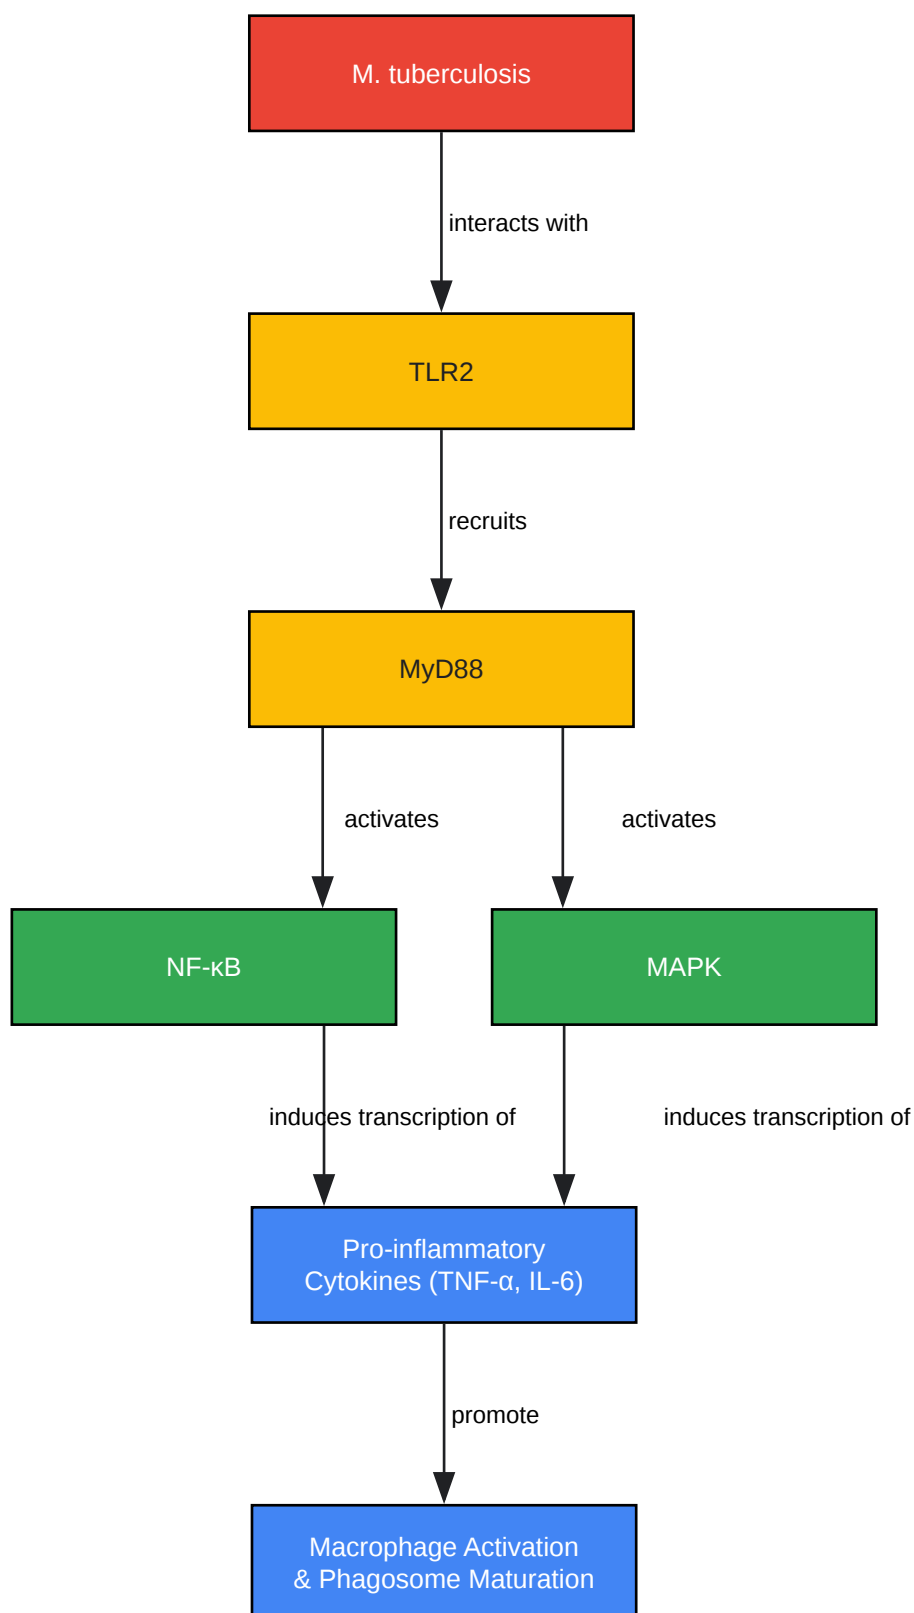 M. tuberculosis
interacts with
TLR2
recruits
MyD88
activates
activates
NF-κB
MAPK
induces transcription of
induces transcription of
Pro-inflammatory
Cytokines (TNF-α, IL-6)
promote
Macrophage Activation
& Phagosome Maturation